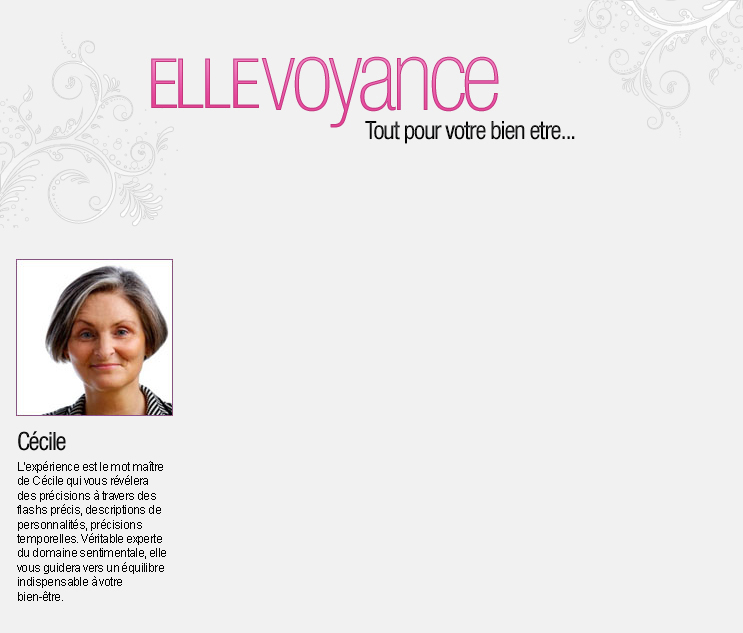 ELLEvoyance
Tout pour votre bien etre...
Cécile
L'expérience est le mot maître
de Cécile qui vous révélera
des précisions à travers des
flashs précis, descriptions de
personnalités, précisions
temporelles. Véritable experte
du domaine sentimentale, elle
vous guidera vers un équilibre
indispensable à votre
bien-être.